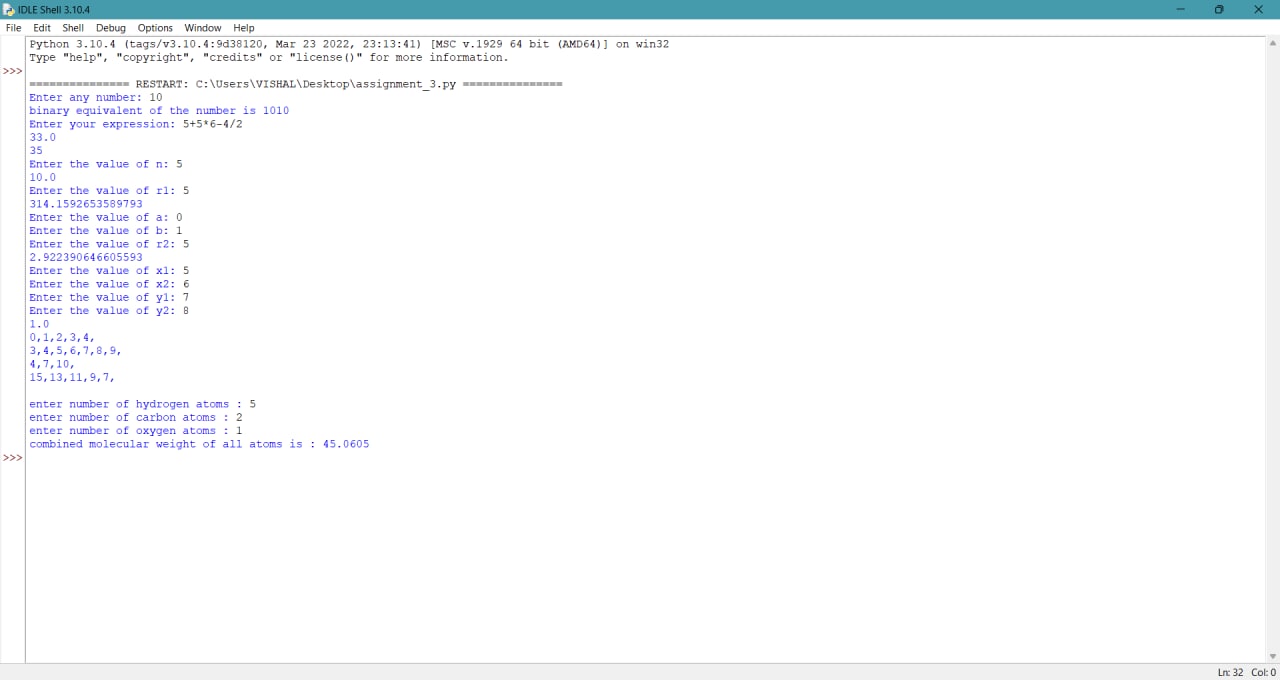 IDLE Shell 3.10.4
File Edit Shell Debug Options Window Help
Python 3.10.4 (tags/v3.10.4:9d38120, Mar 23 2022, 23:13:41) [MSC v.1929 64 bit (AMD64)] on win32
Type "help", "copyright", "credits" or "license()" for more information.
>>>
=============== RESTART: C:\Users\VISHAL\Desktop\assignment_3.py ===============
Enter any number: 10
binary equivalent of the number is 1010
Enter your expression: 5+5*6-4/2
33.0
35
Enter the value of n: 5
10.0
Enter the value of r1: 5
314.1592653589793
Enter the value of a: 0
Enter the value of b: 1
Enter the value of r2: 5
2.922390646605593
Enter the value of x1: 5
Enter the value of x2: 6
Enter the value of y1: 7
Enter the value of y2: 8
1.0
0,1,2,3,4,
3,4,5,6,7,8,9,
4,7,10,
15,13,11,9,7,
enter number of hydrogen atoms : 5
enter number of carbon atoms : 2
enter number of oxygen atoms : 1
combined molecular weight of all atoms is : 45.0605
>>>
Ln: 32 Col: 0